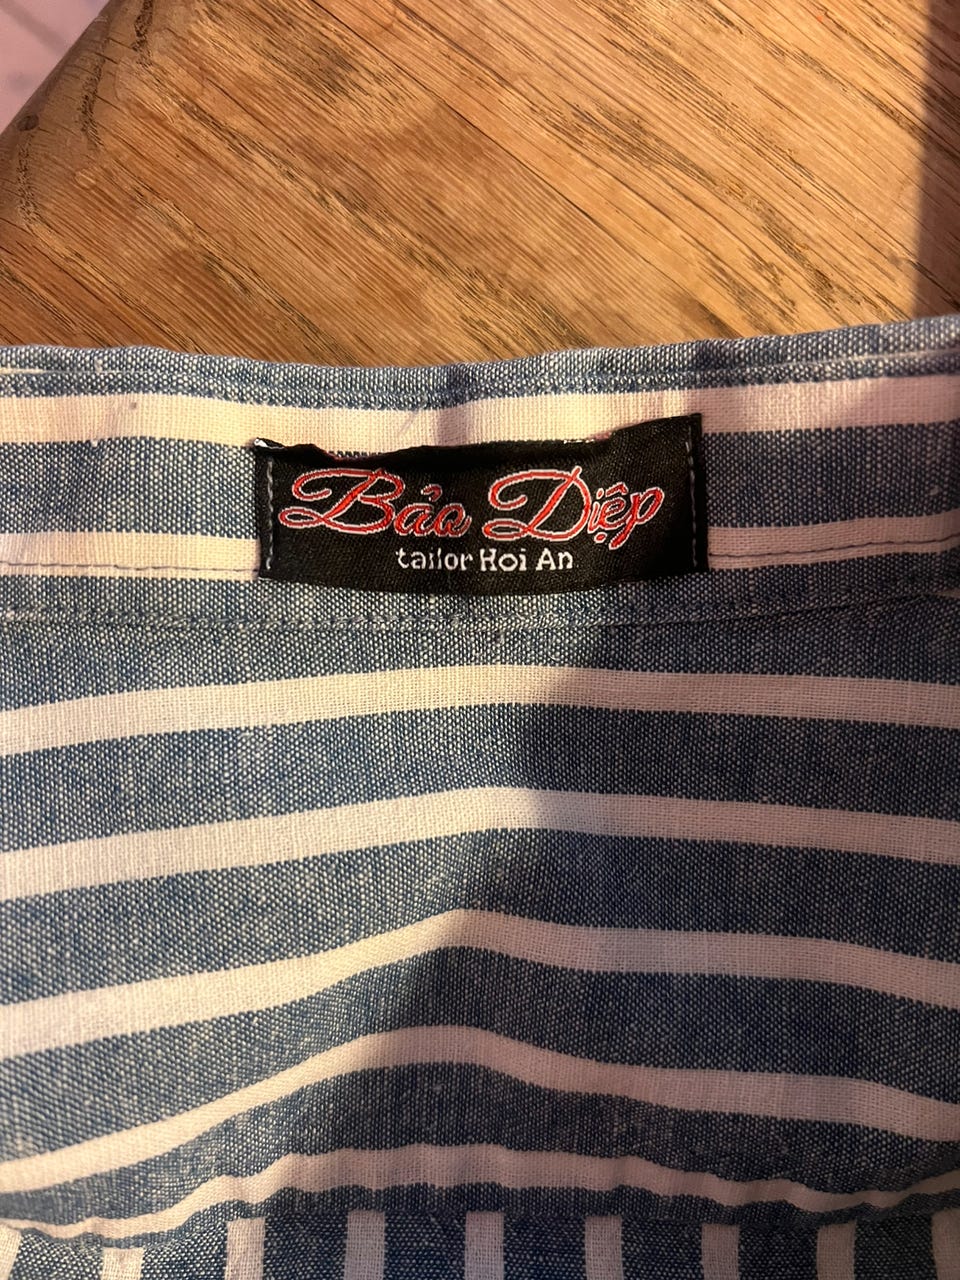 Bảo Diệp
tailor Hoi An